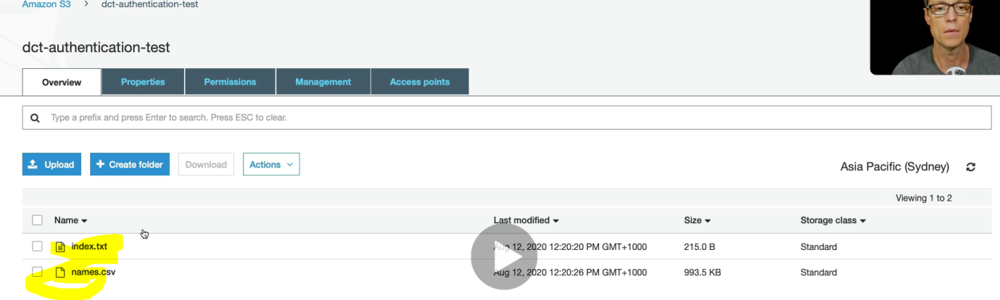 Amazon S3 > dct-authentication-test
dct-authentication-test
Overview Properties Permissions Management Access points
Type a prefix and press Enter to search. Press ESC to clear.
Upload + Create folder Download Actions Asia Pacific (Sydney)
Viewing 1 to 2
Name Last modified Size Storage class
index.txt Aug 12, 2020 12:20:20 PM GMT+1000 215.0 B Standard
names.csv Aug 12, 2020 12:20:26 PM GMT+1000 993.5 KB Standard